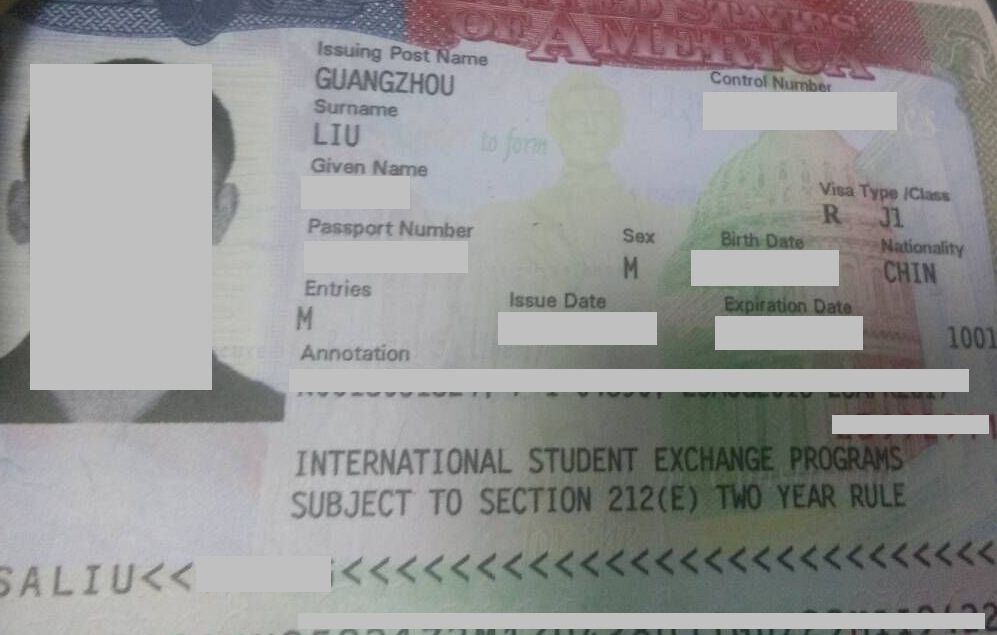 UNITED STATES
OF AMERICA
Issuing Post Name
GUANGZHOU
Control Number
Surname
LIU
to form
Given Name
Visa Type /Class
R J1
Passport Number
Sex
M
Birth Date
Nationality
CHIN
Entries
M
Issue Date
Expiration Date
1001
Annotation
INTERNATIONAL STUDENT EXCHANGE PROGRAMS
SUBJECT TO SECTION 212(E) TWO YEAR RULE
SALIU<<
<<<<<<<<<<<<<<<<<<<<<<<<<<